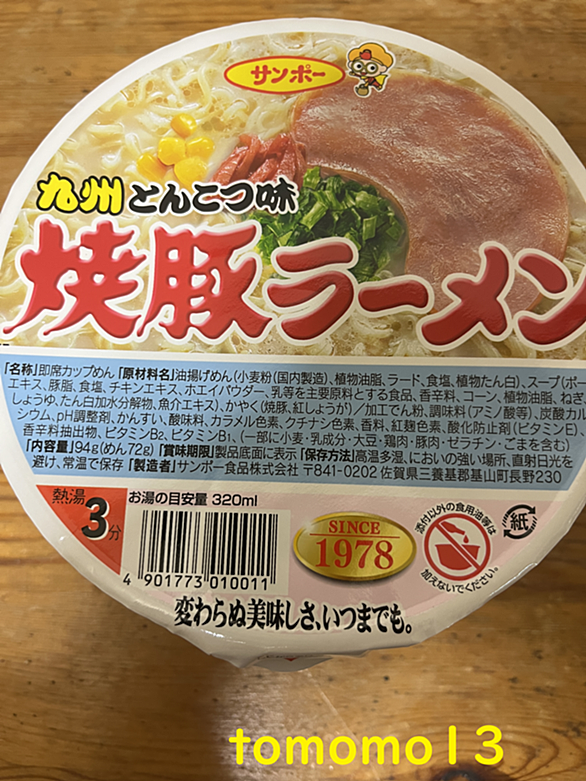 サンポー
九州とんこつ味
焼豚ラーメン
「名称」即席カップめん「原材料名」油揚げめん(小麦粉(国内製造)、植物油脂、ラード、食塩、植物たん白)、スープ(ポー
エキス、豚脂、食塩、チキンエキス、ホエイパウダー、乳等を主要原料とする食品、香辛料、コーン、植物油脂、ねぎ、
しょうゆ、たん白加水分解物、魚介エキス)、かやく(焼豚、紅しょうが)/加工でん粉、調味料(アミノ酸等)、炭酸カル
シウム、pH調整剤、かんすい、酸味料、カラメル色素、クチナシ色素、香料、紅麹色素、酸化防止剤(ビタミンE)、
香辛料抽出物、ビタミンB₂、ビタミンB₁、(一部に小麦・乳成分・大豆・鶏肉・豚肉・ゼラチン・ごまを含む)
「内容量」94g(めん72g)「賞味期限」製品底面に表示「保存方法」高温多湿、においの強い場所、直射日光を
避け、常温で保存「製造者」サンポー食品株式会社 〒841-0202 佐賀県三養基郡基山町長野230
熱湯3分
お湯の目安量 320ml
4 901773 010011
SINCE
1978
添付以外の食用油等は
加えないでください。
紙
変わらぬ美味しさ、いつまでも。
tomomo13